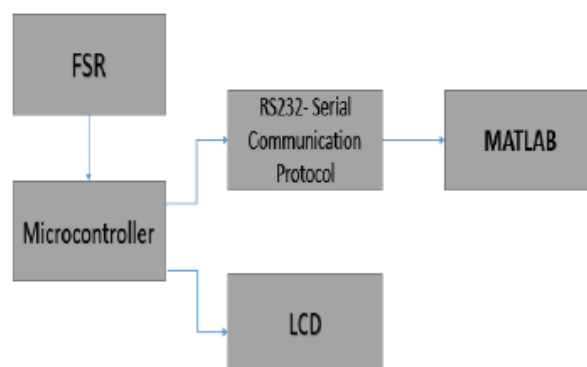 FSR
RS232- Serial
Communication
Protocol
MATLAB
Microcontroller
LCD